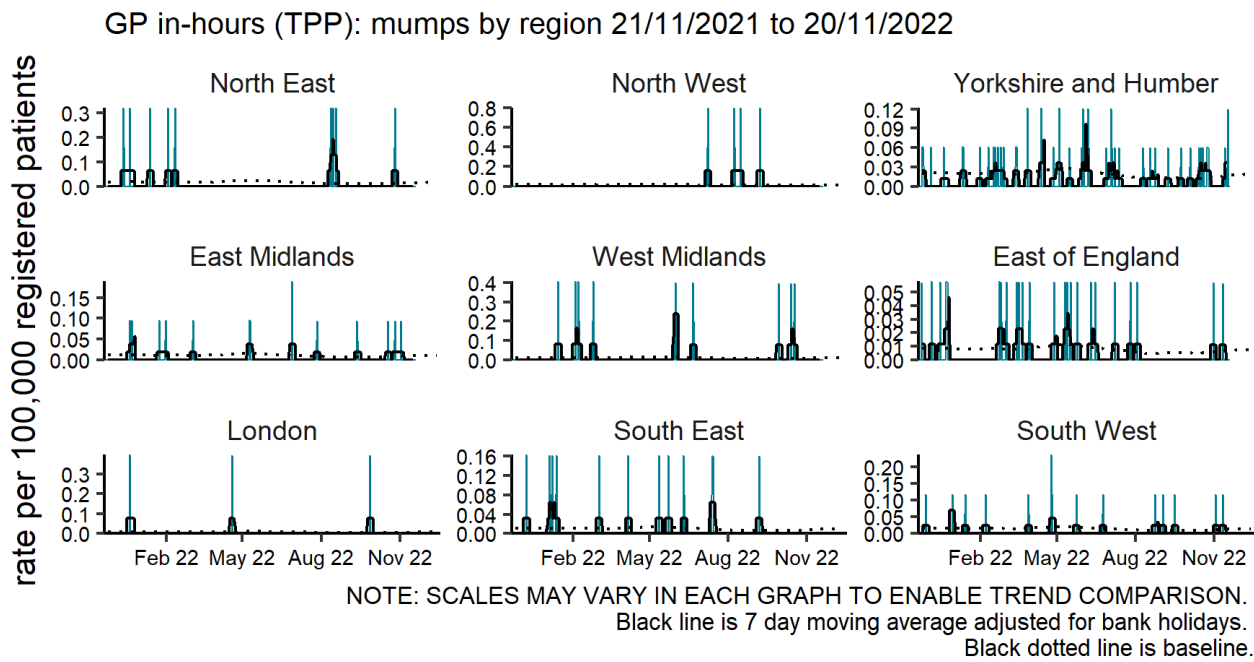 GP in-hours (TPP): mumps by region 21/11/2021 to 20/11/2022
rate per 100,000 registered patients
North East
0.3
0.2
0.1
0.0
North West
0.8
0.6
0.4
0.2
0.0
Yorkshire and Humber
0.12
0.09
0.06
0.03
0.00
East Midlands
0.15
0.10
0.05
0.00
West Midlands
0.4
0.3
0.2
0.1
0.0
East of England
0.05
0.04
0.03
0.02
0.01
0.00
London
0.3
0.2
0.1
0.0
South East
0.16
0.12
0.08
0.04
0.00
South West
0.20
0.15
0.10
0.05
0.00
Feb 22 May 22 Aug 22 Nov 22
Feb 22 May 22 Aug 22 Nov 22
Feb 22 May 22 Aug 22 Nov 22
NOTE: SCALES MAY VARY IN EACH GRAPH TO ENABLE TREND COMPARISON.
Black line is 7 day moving average adjusted for bank holidays.
Black dotted line is baseline.